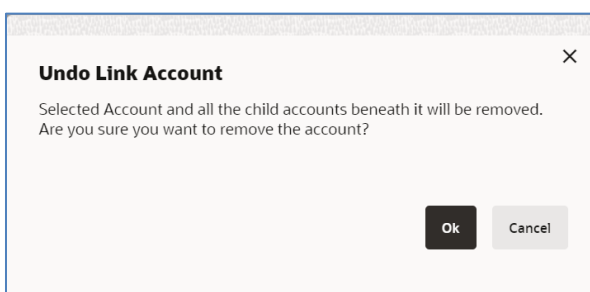 Undo Link Account
Selected Account and all the child accounts beneath it will be removed.
Are you sure you want to remove the account?
Ok
Cancel